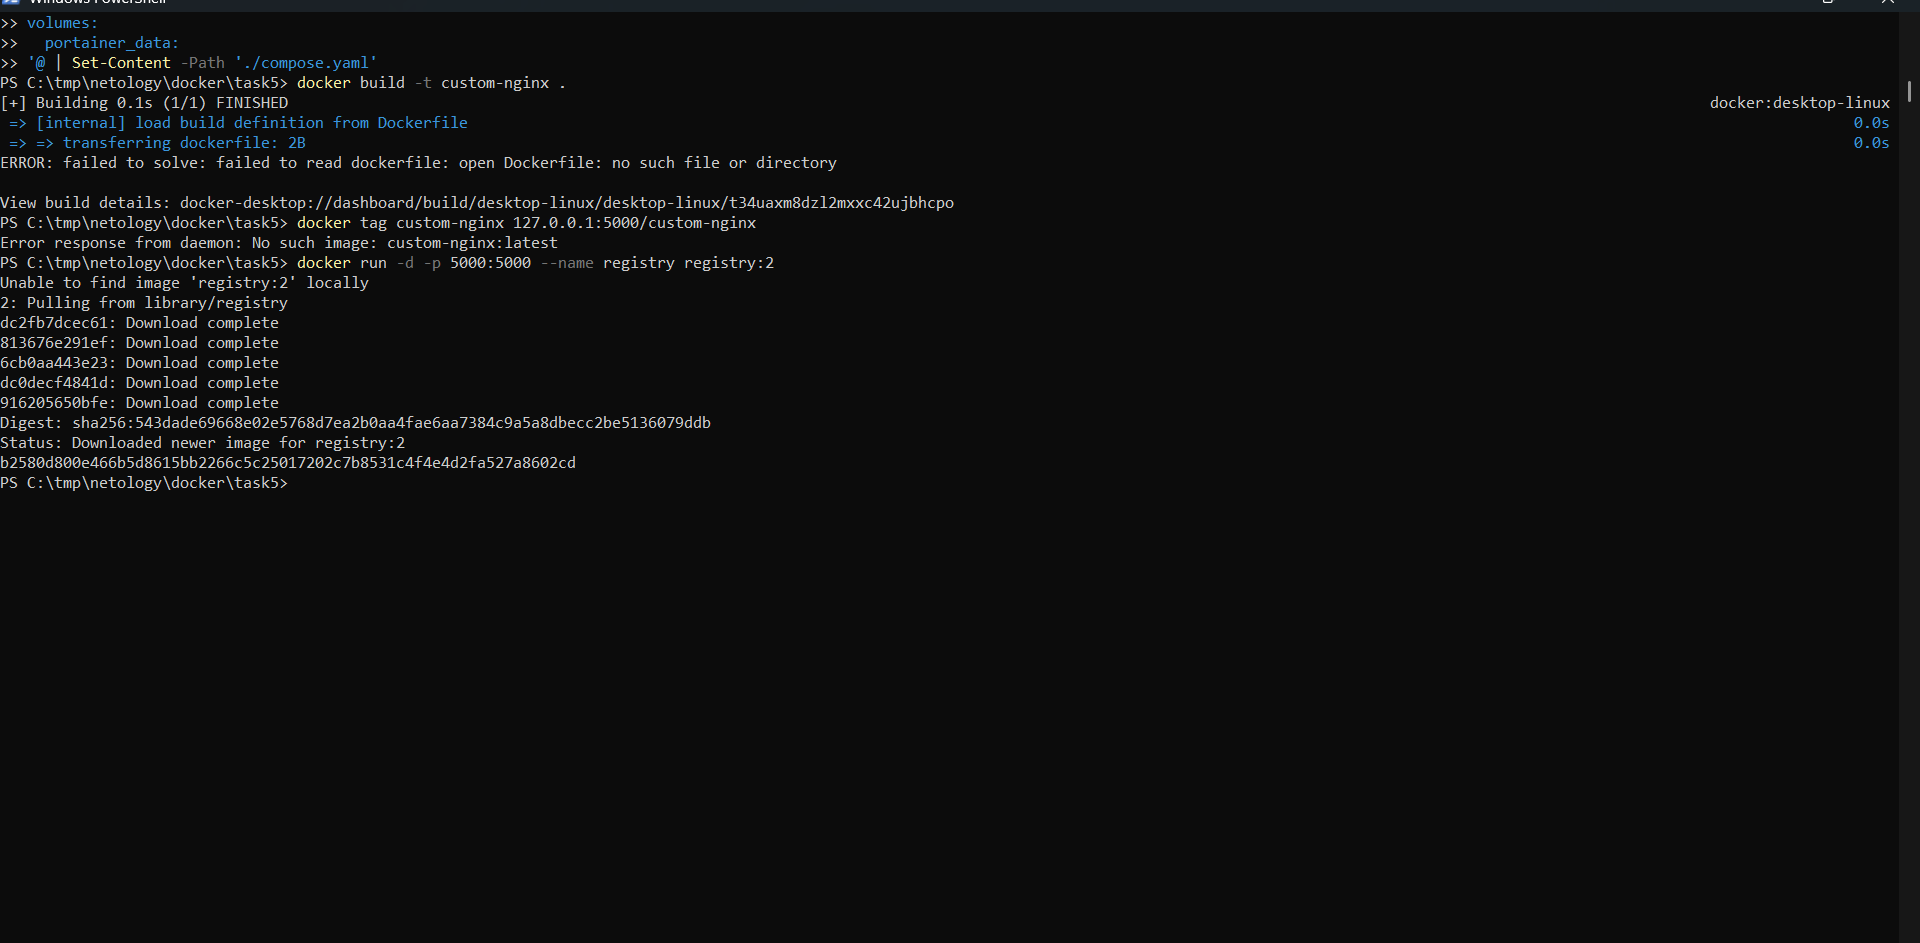 Windows PowerShell
>> volumes:
>>   portainer_data:
>> '@ | Set-Content -Path './compose.yaml'
PS C:\tmp\netology\docker\task5> docker build -t custom-nginx .
[+] Building 0.1s (1/1) FINISHED docker:desktop-linux
=> [internal] load build definition from Dockerfile 0.0s
=> => transferring dockerfile: 2B 0.0s
ERROR: failed to solve: failed to read dockerfile: open Dockerfile: no such file or directory
View build details: docker-desktop://dashboard/build/desktop-linux/desktop-linux/t34uaxm8dzl2mxxc42ujbhcpo
PS C:\tmp\netology\docker\task5> docker tag custom-nginx 127.0.0.1:5000/custom-nginx
Error response from daemon: No such image: custom-nginx:latest
PS C:\tmp\netology\docker\task5> docker run -d -p 5000:5000 --name registry registry:2
Unable to find image 'registry:2' locally
2: Pulling from library/registry
dc2fb7dcec61: Download complete
813676e291ef: Download complete
6cb0aa443e23: Download complete
dc0decf4841d: Download complete
916205650bfe: Download complete
Digest: sha256:543dade69668e02e5768d7ea2b0aa4fae6aa7384c9a5a8dbecc2be5136079ddb
Status: Downloaded newer image for registry:2
b2580d800e466b5d8615bb2266c5c25017202c7b8531c4f4e4d2fa527a8602cd
PS C:\tmp\netology\docker\task5>